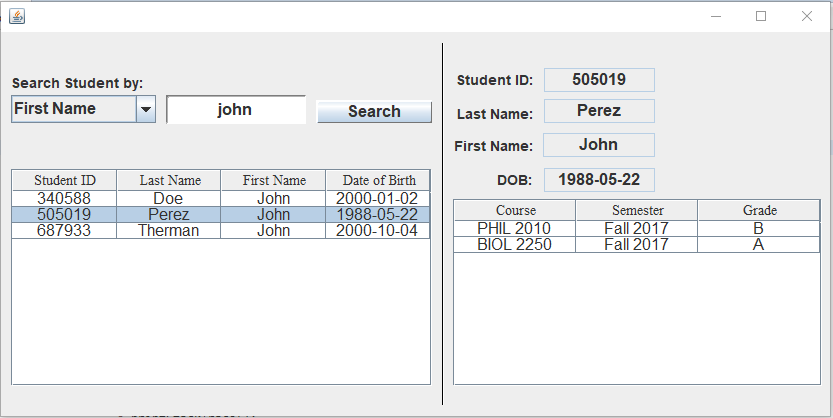 Search Student by:
First Name john Search
Student ID Last Name First Name Date of Birth
340588 Doe John 2000-01-02
505019 Perez John 1988-05-22
687933 Therman John 2000-10-04
Student ID: 505019
Last Name: Perez
First Name: John
DOB: 1988-05-22
Course Semester Grade
PHIL 2010 Fall 2017 B
BIOL 2250 Fall 2017 A